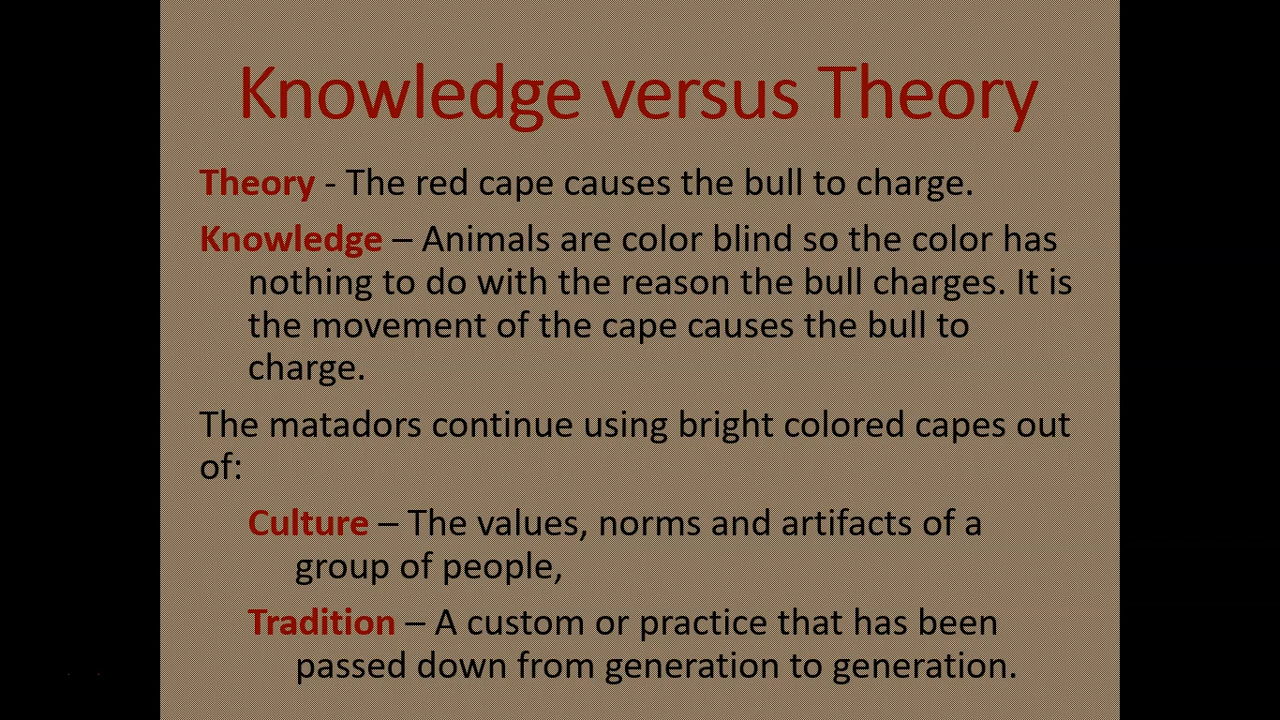 Knowledge versus Theory
Theory - The red cape causes the bull to charge.
Knowledge – Animals are color blind so the color has
nothing to do with the reason the bull charges. It is
the movement of the cape causes the bull to
charge.
The matadors continue using bright colored capes out
of:
Culture – The values, norms and artifacts of a
group of people,
Tradition – A custom or practice that has been
passed down from generation to generation.